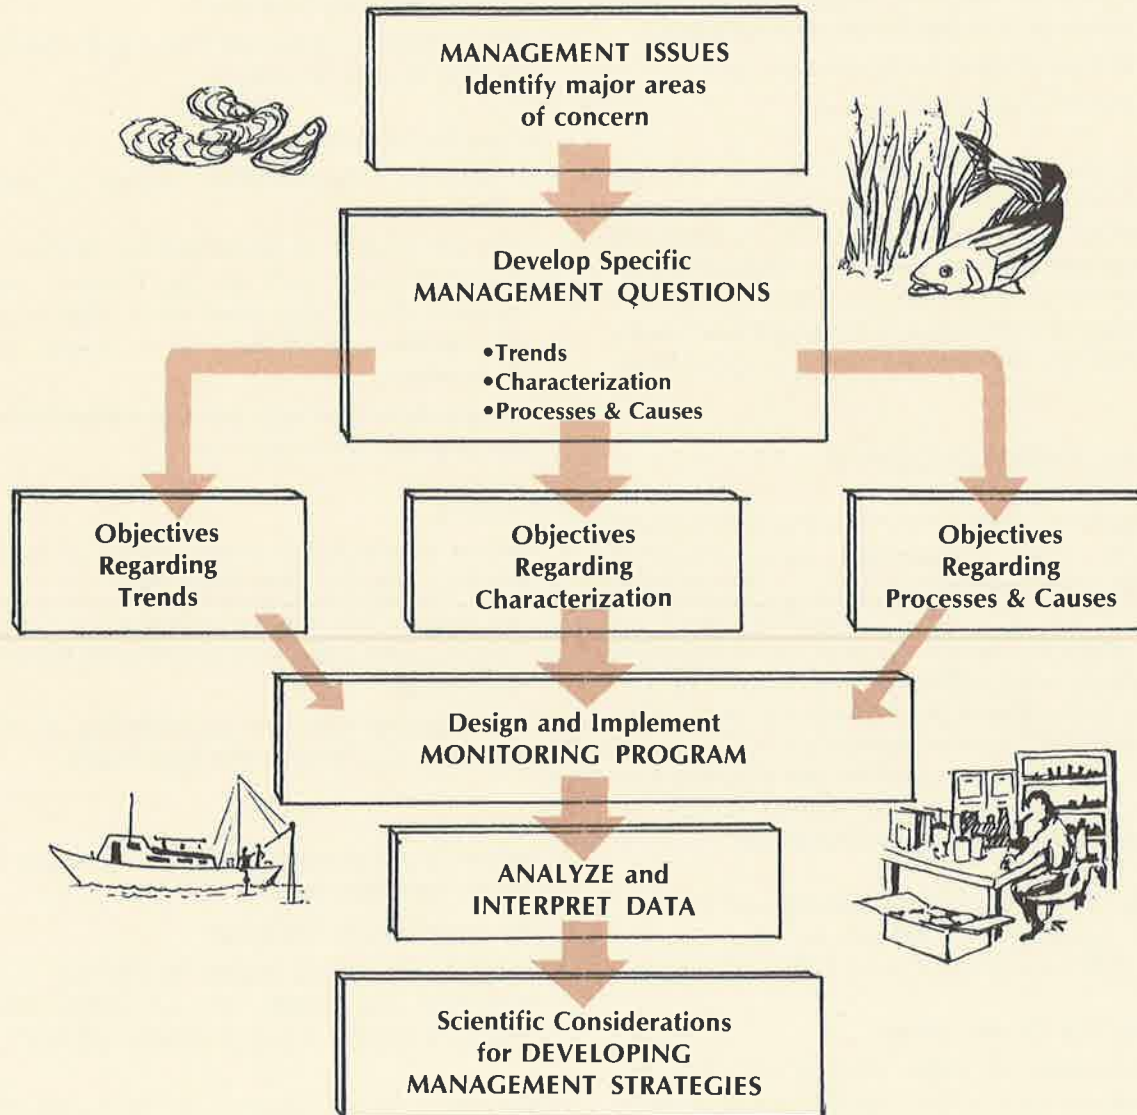 MANAGEMENT ISSUES
Identify major areas
of concern
Develop Specific
MANAGEMENT QUESTIONS
•Trends
•Characterization
•Processes & Causes
Objectives
Regarding
Trends
Objectives
Regarding
Characterization
Objectives
Regarding
Processes & Causes
Design and Implement
MONITORING PROGRAM
ANALYZE and
INTERPRET DATA
Scientific Considerations
for DEVELOPING
MANAGEMENT STRATEGIES